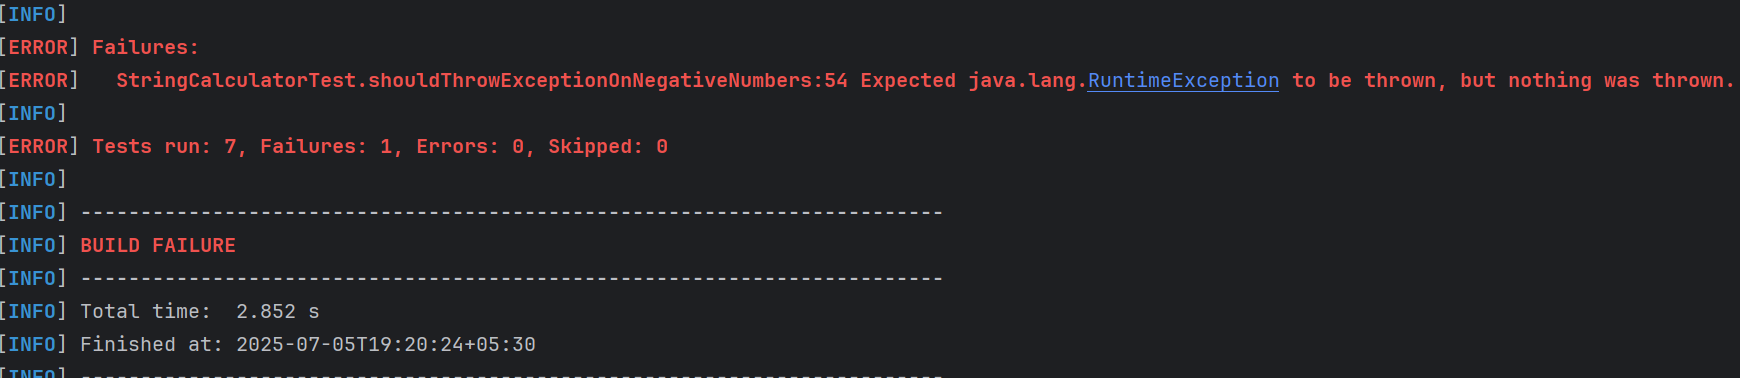 [INFO]
[ERROR] Failures:
[ERROR]   StringCalculatorTest.shouldThrowExceptionOnNegativeNumbers:54 Expected java.lang.RuntimeException to be thrown, but nothing was thrown.
[INFO]
[ERROR] Tests run: 7, Failures: 1, Errors: 0, Skipped: 0
[INFO]
[INFO] ------------------------------------------------------------------------
[INFO] BUILD FAILURE
[INFO] ------------------------------------------------------------------------
[INFO] Total time:  2.852 s
[INFO] Finished at: 2025-07-05T19:20:24+05:30
[INFO] ------------------------------------------------------------------------